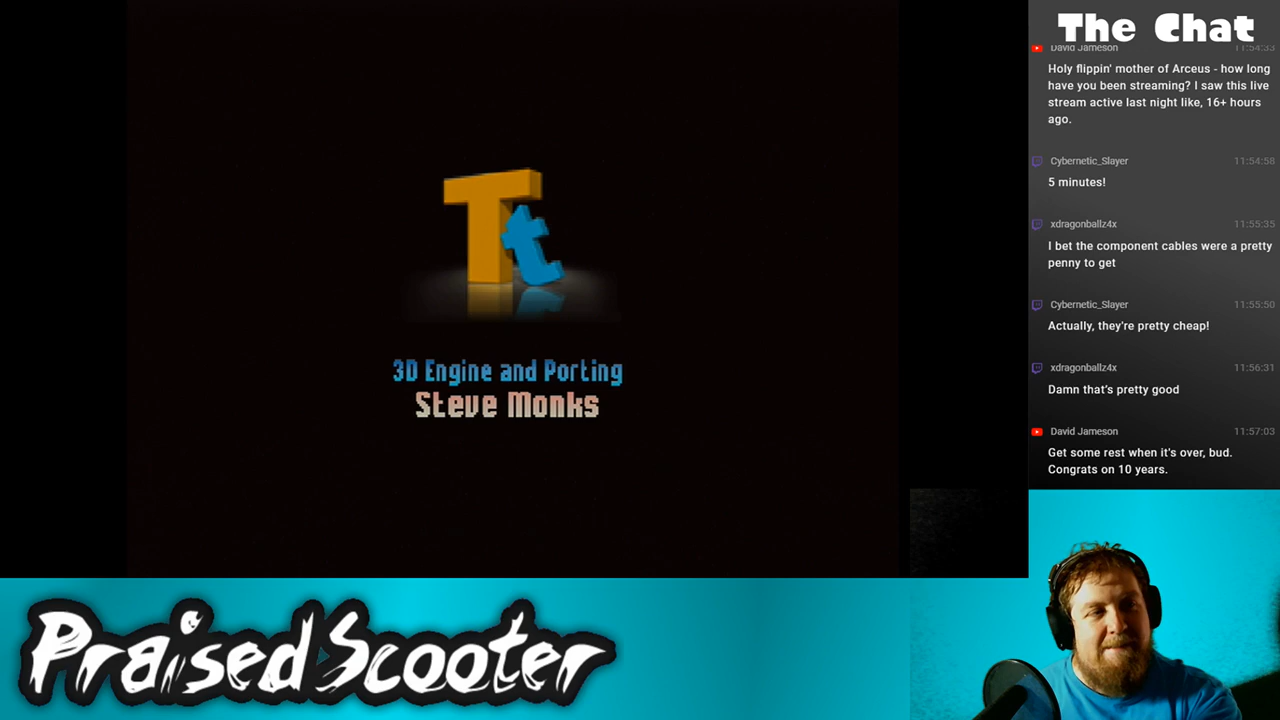 Tt
3D Engine and Porting
Steve Monks
The Chat
David Jameson 11:54:33
Holy flippin' mother of Arceus - how long
have you been streaming? I saw this live
stream active last night like, 16+ hours
ago.
Cybernetic_Slayer 11:54:58
5 minutes!
xdragonballz4x 11:55:35
I bet the component cables were a pretty
penny to get
Cybernetic_Slayer 11:55:50
Actually, they're pretty cheap!
xdragonballz4x 11:56:31
Damn that's pretty good
David Jameson 11:57:03
Get some rest when it's over, bud.
Congrats on 10 years.
PraisedScooter